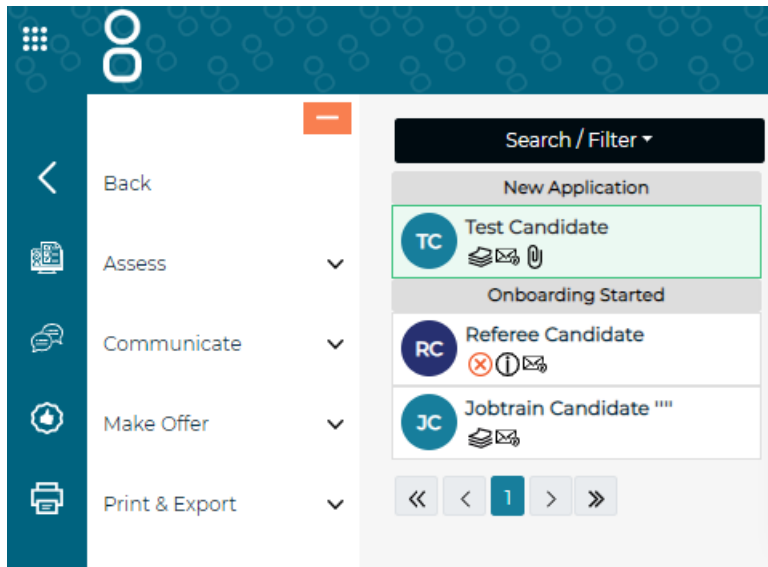 Back
Assess
Communicate
Make Offer
Print & Export
Search / Filter
New Application
TC
Test Candidate
Onboarding Started
RC
Referee Candidate
JC
Jobtrain Candidate ""
« < 1 > »